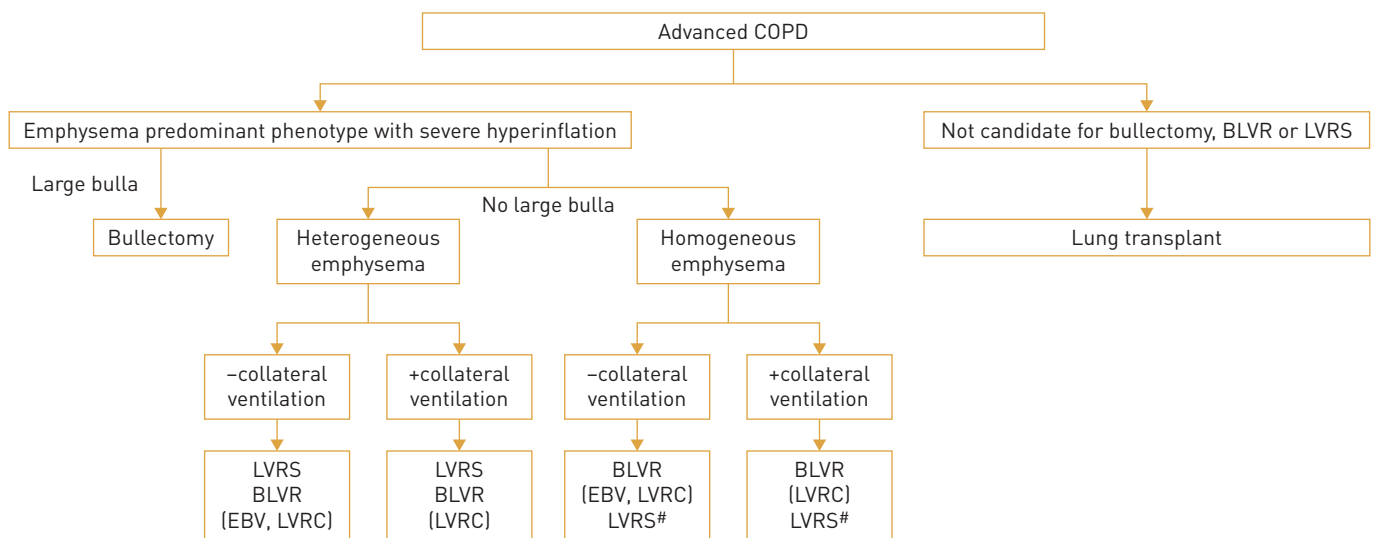 Advanced COPD
Emphysema predominant phenotype with severe hyperinflation
Not candidate for bullectomy, BLVR or LVRS
Large bulla
No large bulla
Bullectomy
Heterogeneous
emphysema
Homogeneous
emphysema
Lung transplant
–collateral
ventilation
+collateral
ventilation
–collateral
ventilation
+collateral
ventilation
LVRS
BLVR
(EBV, LVRC)
LVRS
BLVR
(LVRC)
BLVR
(EBV, LVRC)
LVRS#
BLVR
(LVRC)
LVRS#